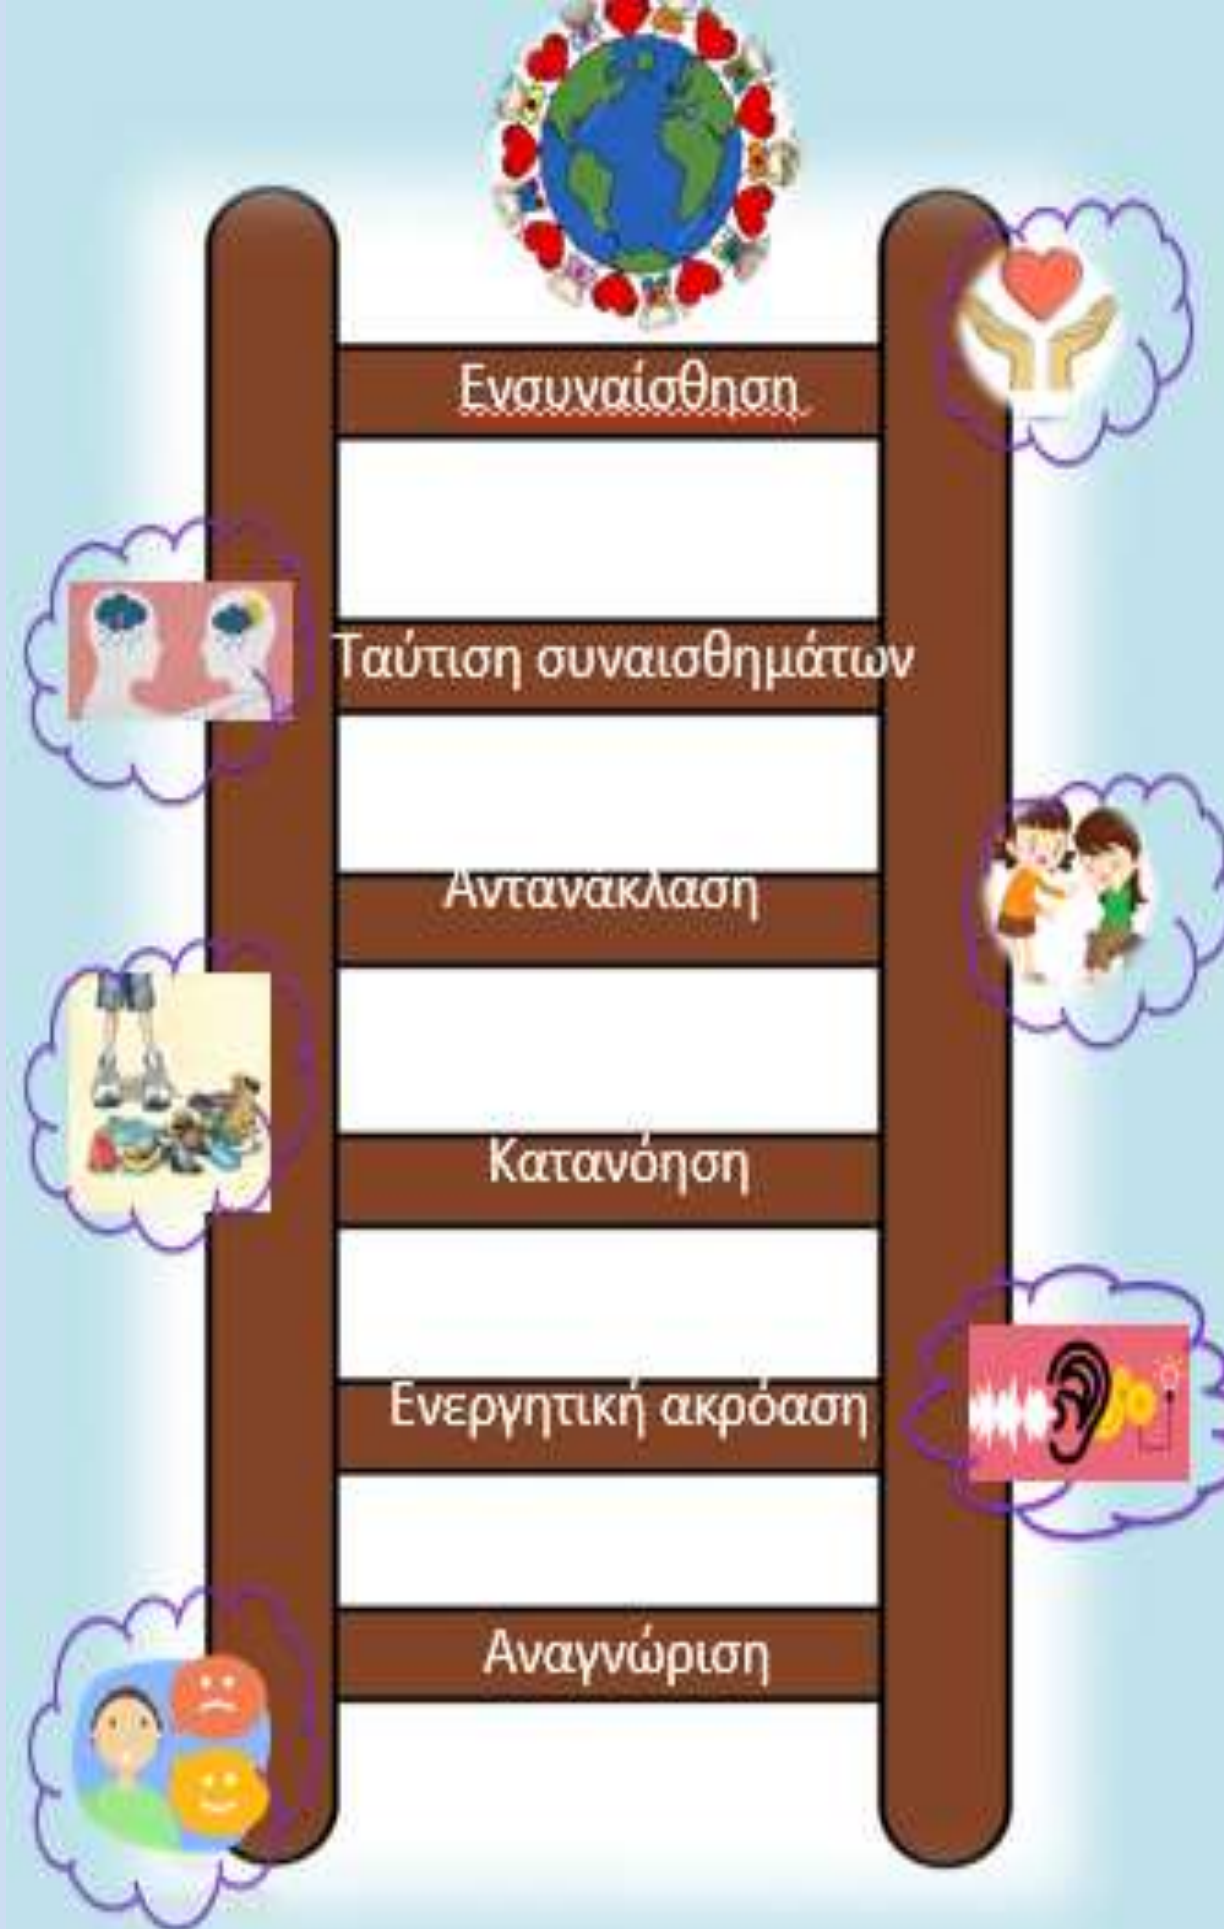 Ενσυναίσθηση
Ταύτιση συναισθημάτων
Αντανάκλαση
Κατανόηση
Ενεργητική ακρόαση
Αναγνώριση